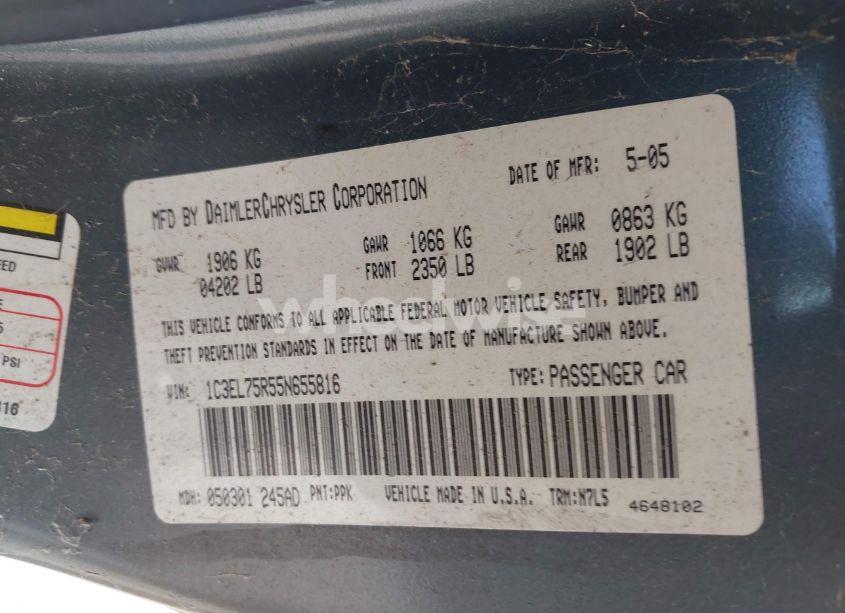 MFD BY DAIMLERCHRYSLER CORPORATION
DATE OF MFR: 5-05
GVWR 1906 KG
04202 LB
GAWR 1066 KG
FRONT 2350 LB
GAWR 0863 KG
REAR 1902 LB
THIS VEHICLE CONFORMS TO ALL APPLICABLE FEDERAL MOTOR VEHICLE SAFETY, BUMPER AND
THEFT PREVENTION STANDARDS IN EFFECT ON THE DATE OF MANUFACTURE SHOWN ABOVE.
VIN: 1C3EL75R55N655816
TYPE: PASSENGER CAR
MDH: 050301 245AD
PNT:PPK
VEHICLE MADE IN U.S.A.
TRM:N7L5
4648102
PSI